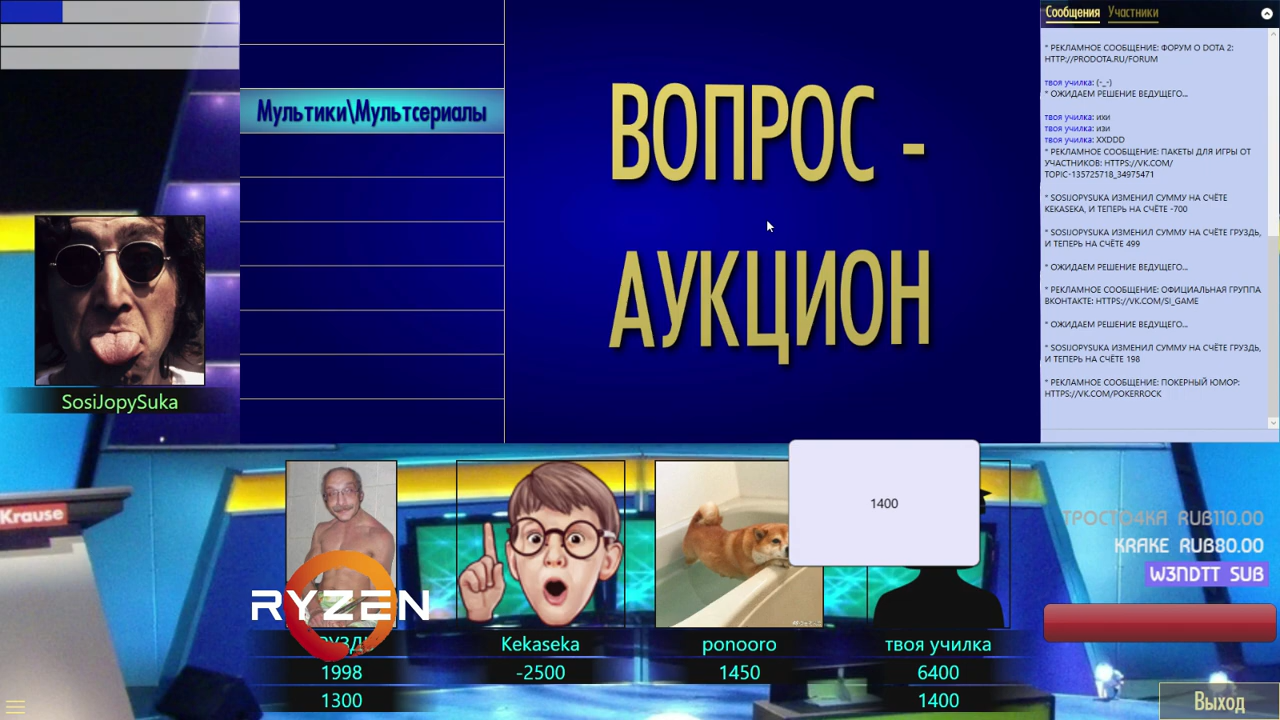 Сообщения Участники
* РЕКЛАМНОЕ СООБЩЕНИЕ: ФОРУМ О DOTA 2:
HTTP://PRODOTA.RU/FORUM
твоя училка: (-_-)
* ОЖИДАЕМ РЕШЕНИЕ ВЕДУЩЕГО...
твоя училка: ихи
твоя училка: изи
твоя училка: XXDDD
* РЕКЛАМНОЕ СООБЩЕНИЕ: ПАКЕТЫ ДЛЯ ИГРЫ ОТ
УЧАСТНИКОВ: HTTPS://VK.COM/
TOPIC-135725718_34975471
* SOSIJOPYSUKA ИЗМЕНИЛ СУММУ НА СЧЁТЕ
KEKASEKA, И ТЕПЕРЬ НА СЧЁТЕ -700
* SOSIJOPYSUKA ИЗМЕНИЛ СУММУ НА СЧЁТЕ ГРУЗДЬ,
И ТЕПЕРЬ НА СЧЁТЕ 499
* ОЖИДАЕМ РЕШЕНИЕ ВЕДУЩЕГО...
* РЕКЛАМНОЕ СООБЩЕНИЕ: ОФИЦИАЛЬНАЯ ГРУППА
ВКОНТАКТЕ: HTTPS://VK.COM/SI_GAME
* ОЖИДАЕМ РЕШЕНИЕ ВЕДУЩЕГО...
* SOSIJOPYSUKA ИЗМЕНИЛ СУММУ НА СЧЁТЕ ГРУЗДЬ,
И ТЕПЕРЬ НА СЧЁТЕ 198
* РЕКЛАМНОЕ СООБЩЕНИЕ: ПОКЕРНЫЙ ЮМОР:
HTTPS://VK.COM/POKERROCK
Мультики\Мультсериалы
ВОПРОС -
АУКЦИОН
SosiJopySuka
Krause
1400
RYZEN
Kekaseka ponooro твоя училка
1998 -2500 1450 6400
1300 1400
RUB110.00
KRAKE RUB80.00
W3NDTT SUB
Выход